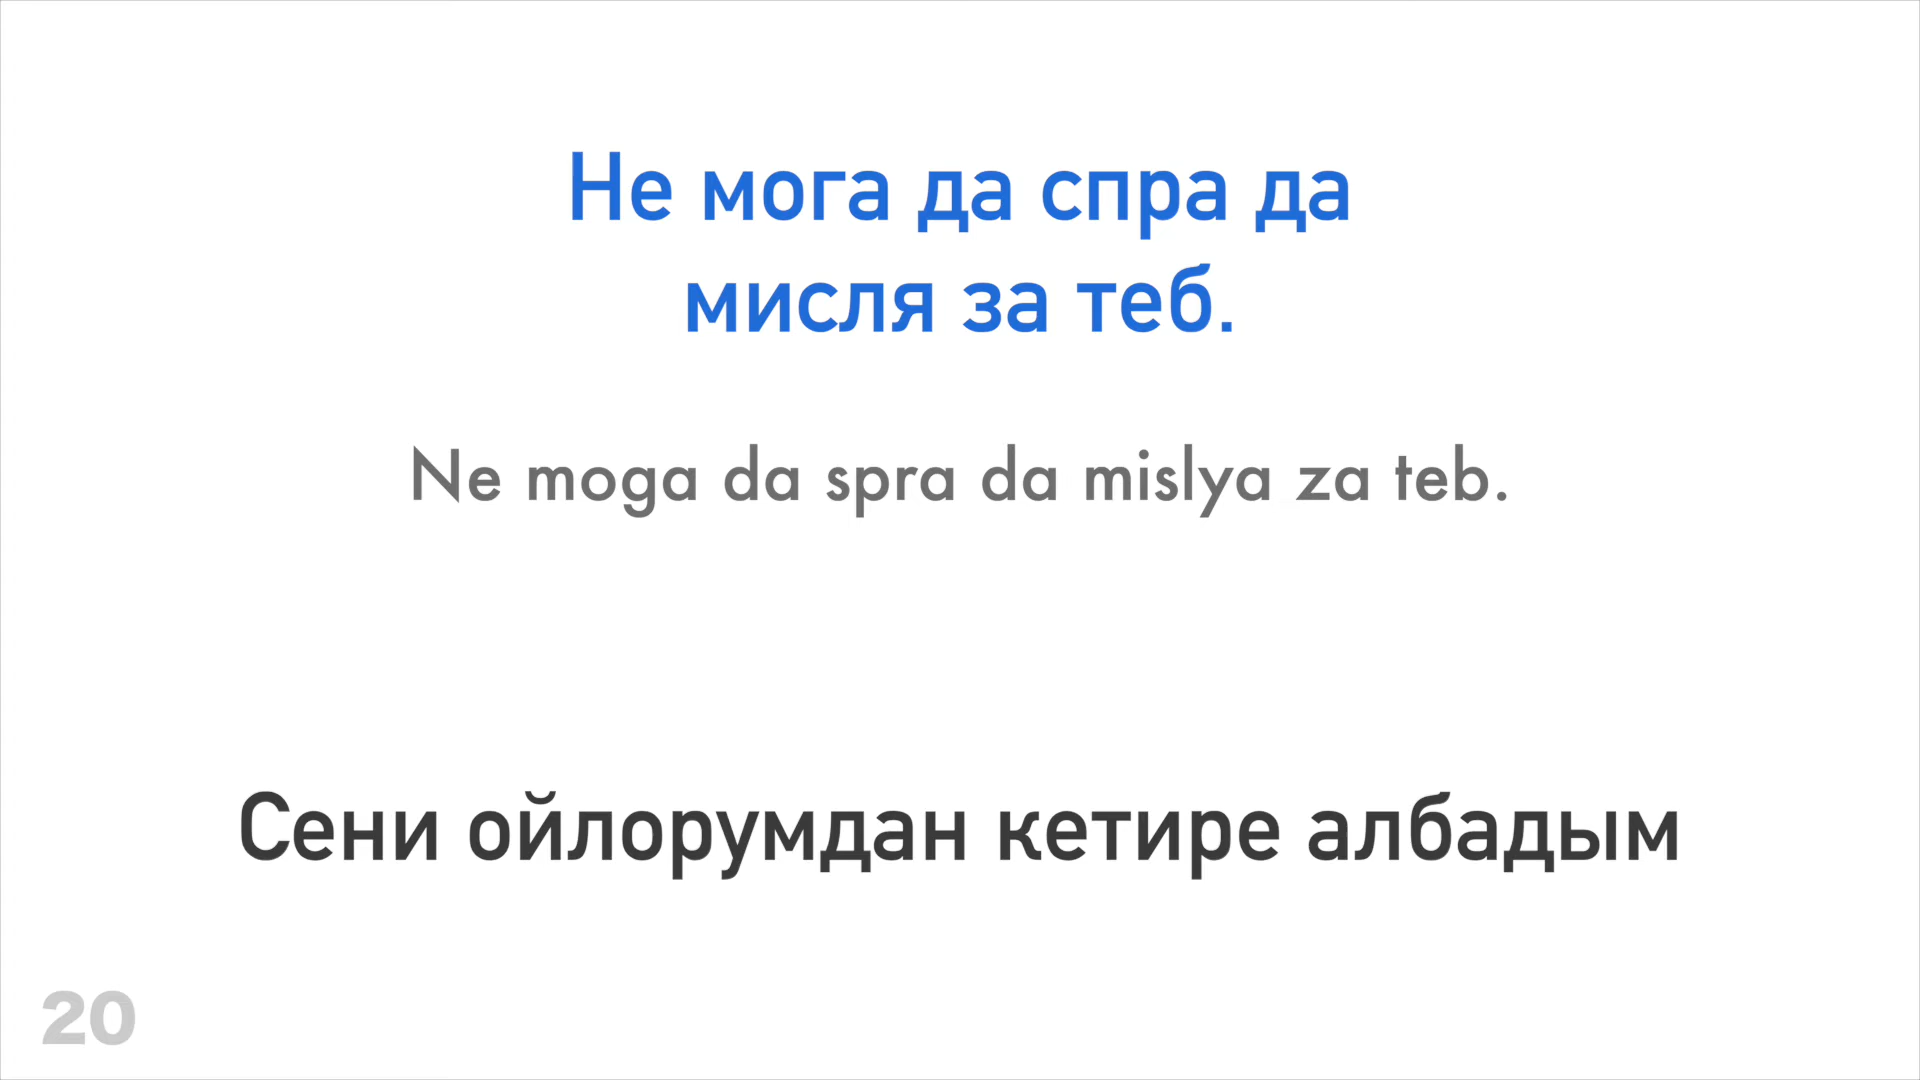 Не мога да спра да
мисля за теб.
Ne moga da spra da mislya za teb.
Сени ойлорумдан кетире албадым
20